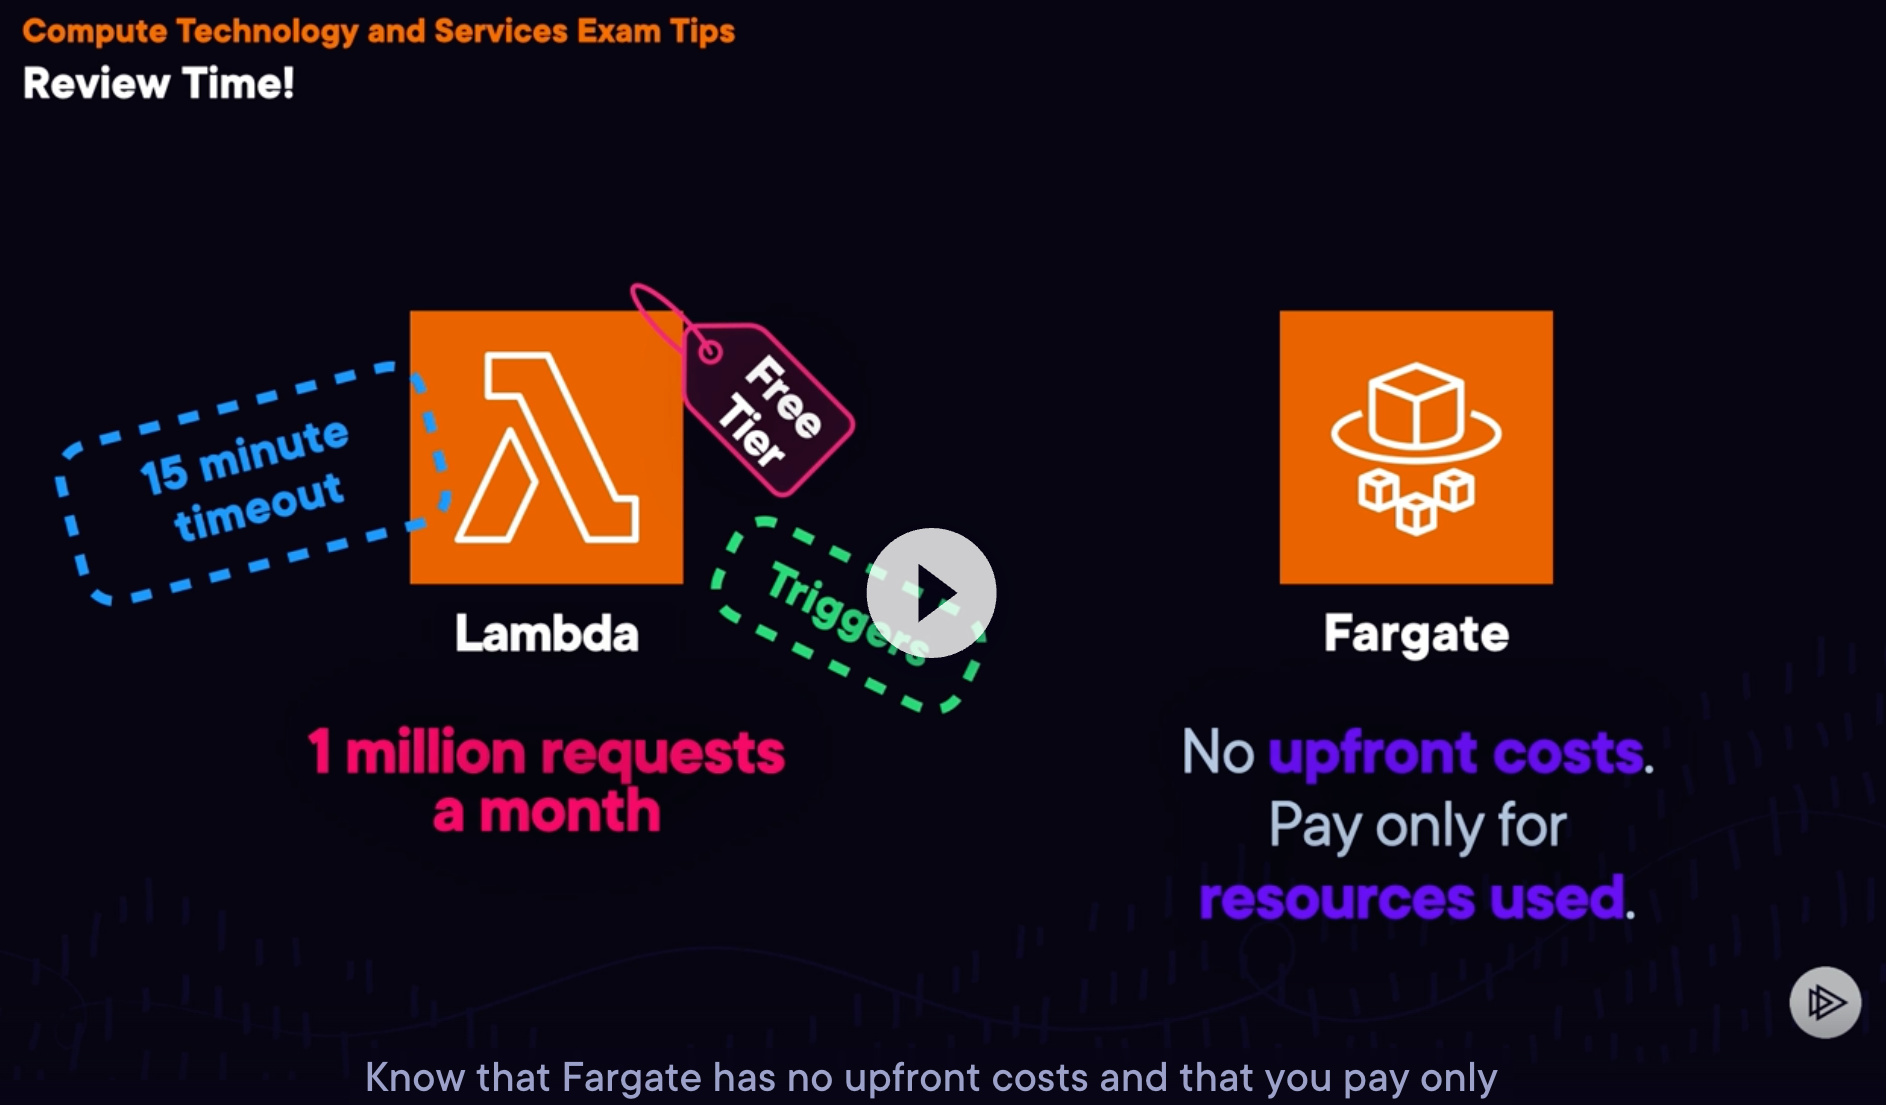 Compute Technology and Services Exam Tips
Review Time!
15 minute
timeout
Free
Tier
Triggers
Lambda
Fargate
1 million requests
a month
No upfront costs.
Pay only for
resources used.
Know that Fargate has no upfront costs and that you pay only